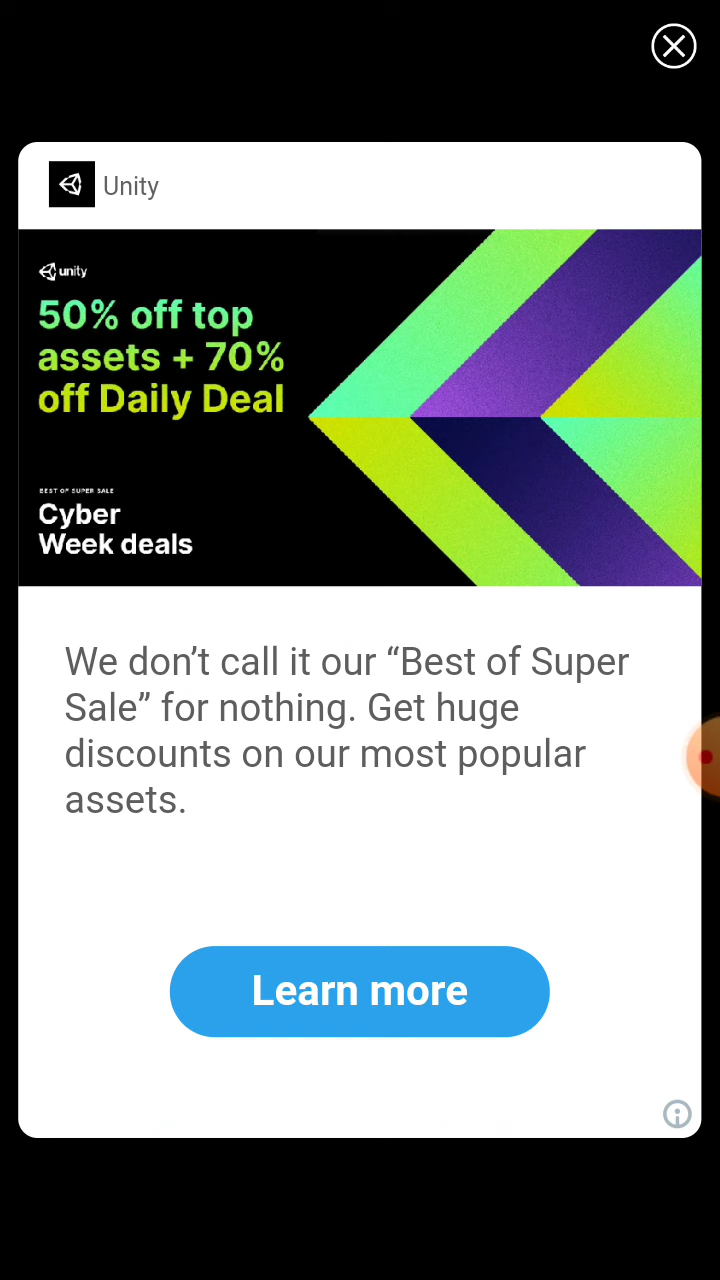 Unity
unity
50% off top
assets + 70%
off Daily Deal
BEST OF SUPER SALE
Cyber
Week deals
We don’t call it our “Best of Super
Sale” for nothing. Get huge
discounts on our most popular
assets.
Learn more